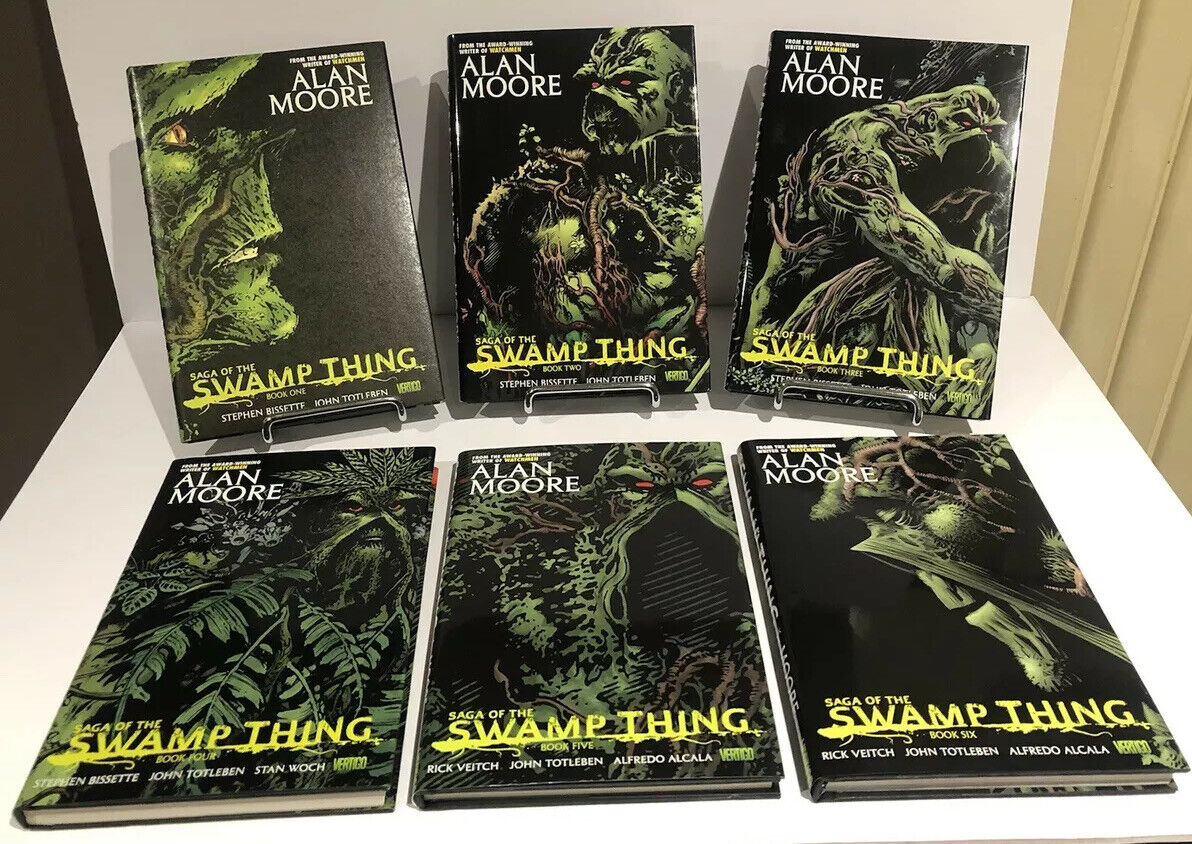 FROM THE AWARD-WINNING
WRITER OF WATCHMEN
ALAN
MOORE
SAGA OF THE
SWAMP THING
BOOK ONE
STEPHEN BISSETTE JOHN TOTLEBEN VERTIGO
FROM THE AWARD-WINNING
WRITER OF WATCHMEN
ALAN
MOORE
SAGA OF THE
SWAMP THING
BOOK TWO
STEPHEN BISSETTE JOHN TOTLEBEN VERTIGO
FROM THE AWARD-WINNING
WRITER OF WATCHMEN
ALAN
MOORE
SAGA OF THE
SWAMP THING
BOOK THREE
STEPHEN VERTIGO
FROM THE AWARD-WINNING
WRITER OF WATCHMEN
ALAN
MOORE
SAGA OF THE
SWAMP THING
BOOK FOUR
STEPHEN BISSETTE JOHN TOTLEBEN STAN WOCH VERTIGO
FROM THE AWARD-WINNING
WRITER OF WATCHMEN
ALAN
MOORE
SAGA OF THE
SWAMP THING
BOOK FIVE
RICK VEITCH JOHN TOTLEBEN ALFREDO ALCALA VERTIGO
FROM THE AWARD-WINNING
WRITER OF WATCHMEN
ALAN
MOORE
SAGA OF THE
SWAMP THING
BOOK SIX
RICK VEITCH JOHN TOTLEBEN ALFREDO ALCALA VERTIGO